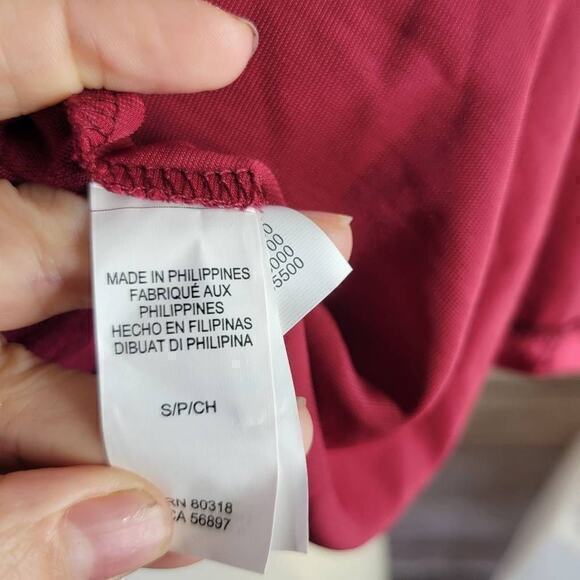 MADE IN PHILIPPINES
FABRIQUÉ AUX
PHILIPPINES
HECHO EN FILIPINAS
DIBUAT DI PHILIPINA
S/P/CH
RN 80318
CA 56897